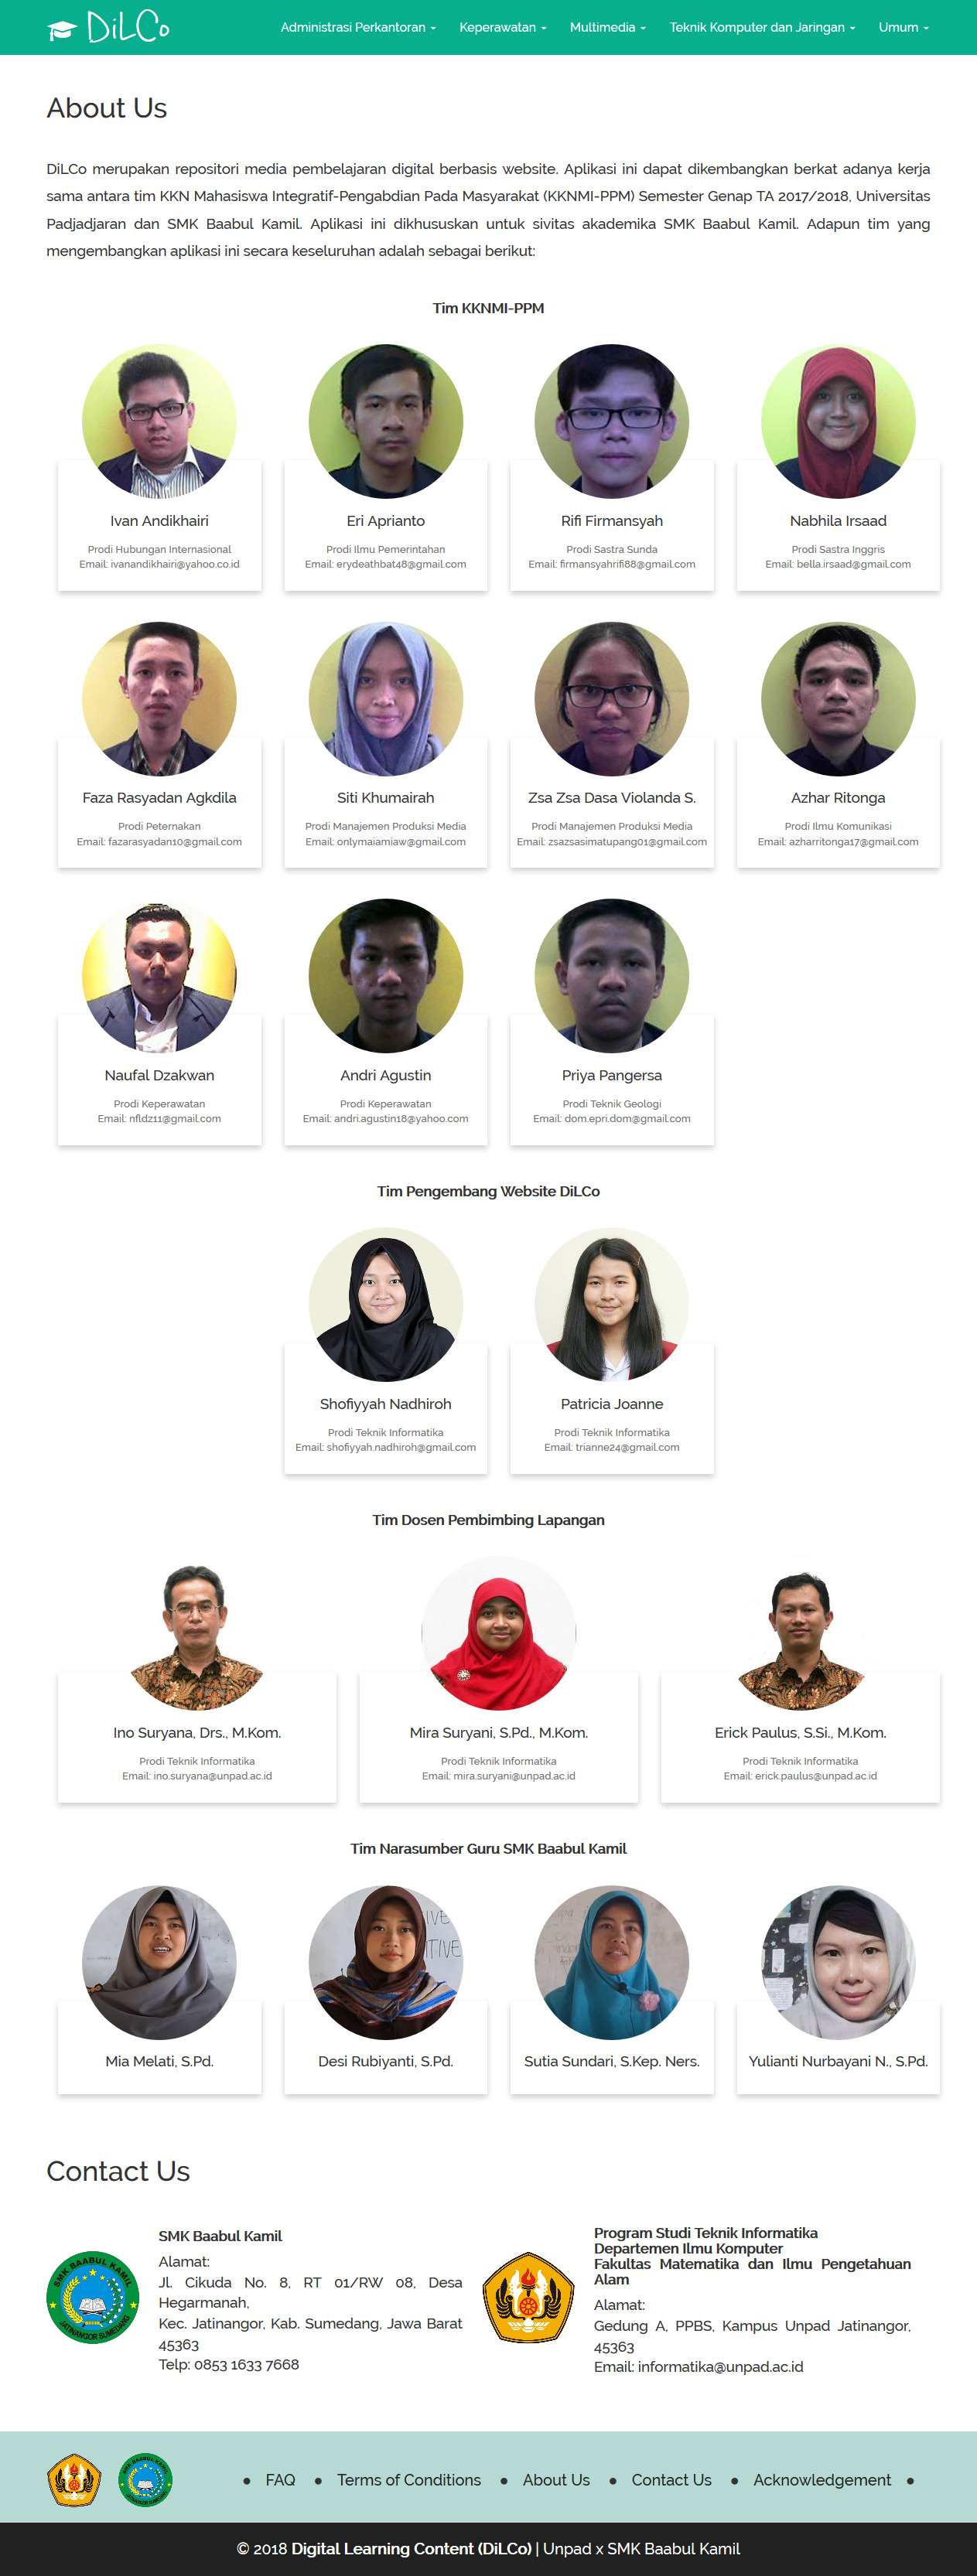 DiLCo
Administrasi Perkantoran
Keperawatan
Multimedia
Teknik Komputer dan Jaringan
Umum
About Us
DiLCo merupakan repositori media pembelajaran digital berbasis website. Aplikasi ini dapat dikembangkan berkat adanya kerja
sama antara tim KKN Mahasiswa Integratif-Pengabdian Pada Masyarakat (KKNMI-PPM) Semester Genap TA 2017/2018, Universitas
Padjadjaran dan SMK Baabul Kamil. Aplikasi ini dikhususkan untuk sivitas akademika SMK Baabul Kamil. Adapun tim yang
mengembangkan aplikasi ini secara keseluruhan adalah sebagai berikut:
Tim KKNMI-PPM
Ivan Andikhairi
Prodi Hubungan Internasional
Email: ivanandikhairi@yahoo.co.id
Eri Aprianto
Prodi Ilmu Pemerintahan
Email: erydeathbat48@gmail.com
Rifi Firmansyah
Prodi Sastra Sunda
Email: firmansyahrifi88@gmail.com
Nabhila Irsaad
Prodi Sastra Inggris
Email: bella.irsaad@gmail.com
Faza Rasyadan Agkdila
Prodi Peternakan
Email: fazarasyadan10@gmail.com
Siti Khumairah
Prodi Manajemen Produksi Media
Email: onlymaiamiaw@gmail.com
Zsa Zsa Dasa Violanda S.
Prodi Manajemen Produksi Media
Email: zsazsasimatupang01@gmail.com
Azhar Ritonga
Prodi Ilmu Komunikasi
Email: azharritonga17@gmail.com
Naufal Dzakwan
Prodi Keperawatan
Email: nfldz11@gmail.com
Andri Agustin
Prodi Keperawatan
Email: andri.agustin18@yahoo.com
Priya Pangersa
Prodi Teknik Geologi
Email: dom.epri.dom@gmail.com
Tim Pengembang Website DiLCo
Shofiyyah Nadhiroh
Prodi Teknik Informatika
Email: shofiyyah.nadhiroh@gmail.com
Patricia Joanne
Prodi Teknik Informatika
Email: trianne24@gmail.com
Tim Dosen Pembimbing Lapangan
Ino Suryana, Drs., M.Kom.
Prodi Teknik Informatika
Email: ino.suryana@unpad.ac.id
Mira Suryani, S.Pd., M.Kom.
Prodi Teknik Informatika
Email: mira.suryani@unpad.ac.id
Erick Paulus, S.Si., M.Kom.
Prodi Teknik Informatika
Email: erick.paulus@unpad.ac.id
Tim Narasumber Guru SMK Baabul Kamil
Mia Melati, S.Pd.
Desi Rubiyanti, S.Pd.
Sutia Sundari, S.Kep. Ners.
Yulianti Nurbayani N., S.Pd.
Contact Us
SMK BAABUL KAMIL
JATINANGOR SUMEDANG
SMK Baabul Kamil
Alamat:
Jl. Cikuda No. 8, RT 01/RW 08, Desa
Hegarmanah,
Kec. Jatinangor, Kab. Sumedang, Jawa Barat
45363
Telp: 0853 1633 7668
Program Studi Teknik Informatika
Departemen Ilmu Komputer
Fakultas Matematika dan Ilmu Pengetahuan
Alam
Alamat:
Gedung A, PPBS, Kampus Unpad Jatinangor,
45363
Email: informatika@unpad.ac.id
• FAQ • Terms of Conditions • About Us • Contact Us • Acknowledgement •
© 2018 Digital Learning Content (DiLCo) | Unpad x SMK Baabul Kamil